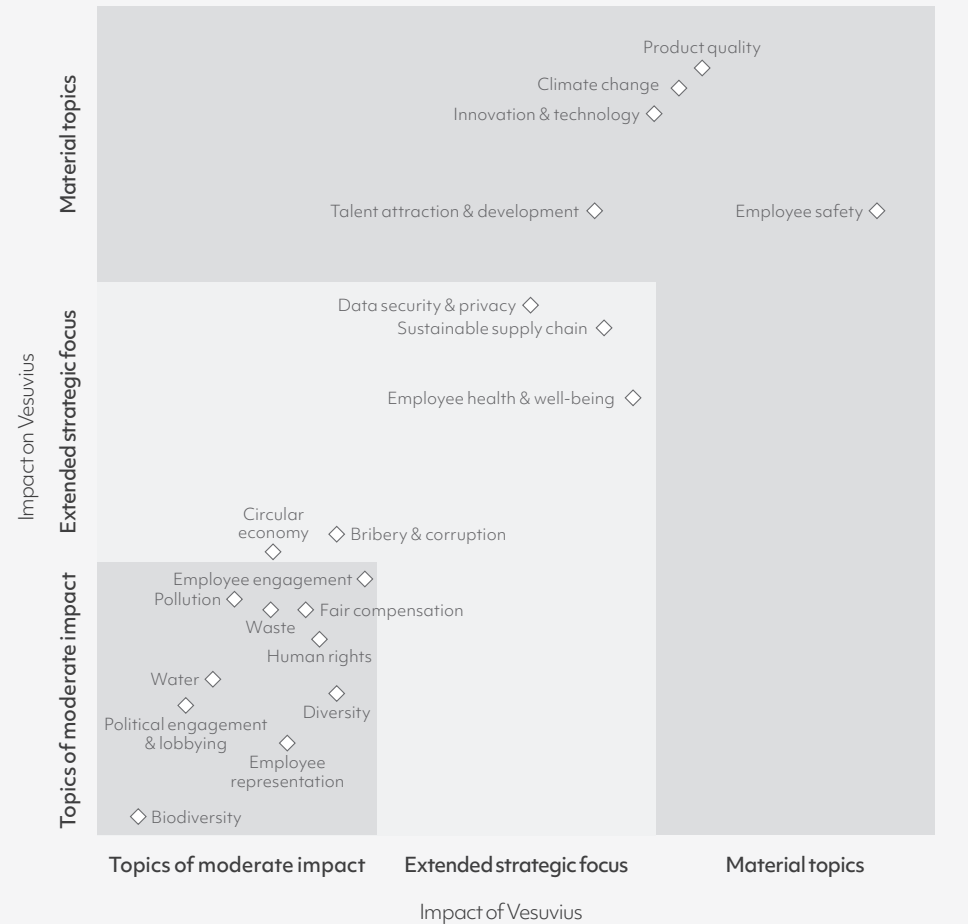 Product quality
Climate change
Innovation & technology
Material topics
Talent attraction & development
Employee safety
Data security & privacy
Sustainable supply chain
Impact on Vesuvius
Extended strategic focus
Employee health & well-being
Circular
economy
Bribery & corruption
Employee engagement
Pollution
Fair compensation
Waste
Human rights
Topics of moderate impact
Water
Diversity
Political engagement
& lobbying
Employee
representation
Biodiversity
Topics of moderate impact
Extended strategic focus
Material topics
Impact of Vesuvius